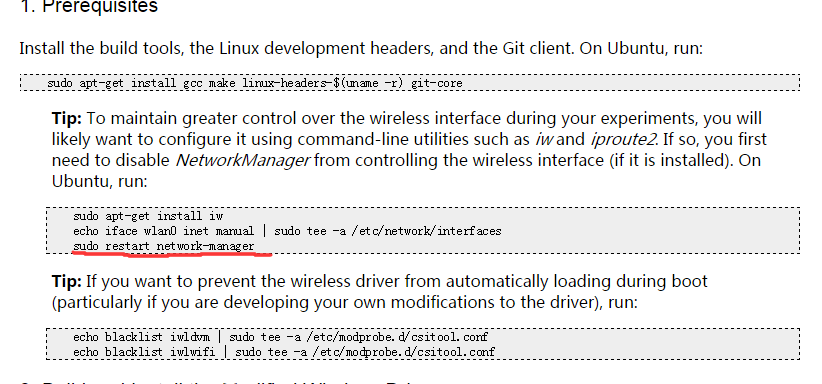 1. Prerequisites
Install the build tools, the Linux development headers, and the Git client. On Ubuntu, run:
sudo apt-get install gcc make linux-headers-$(uname -r) git-core
Tip: To maintain greater control over the wireless interface during your experiments, you will
likely want to configure it using command-line utilities such as iw and iproute2. If so, you first
need to disable NetworkManager from controlling the wireless interface (if it is installed). On
Ubuntu, run:
sudo apt-get install iw
echo iface wlan0 inet manual | sudo tee -a /etc/network/interfaces
sudo restart network-manager
Tip: If you want to prevent the wireless driver from automatically loading during boot
(particularly if you are developing your own modifications to the driver), run:
echo blacklist iwldvm | sudo tee -a /etc/modprobe.d/csitool.conf
echo blacklist iwlwifi | sudo tee -a /etc/modprobe.d/csitool.conf